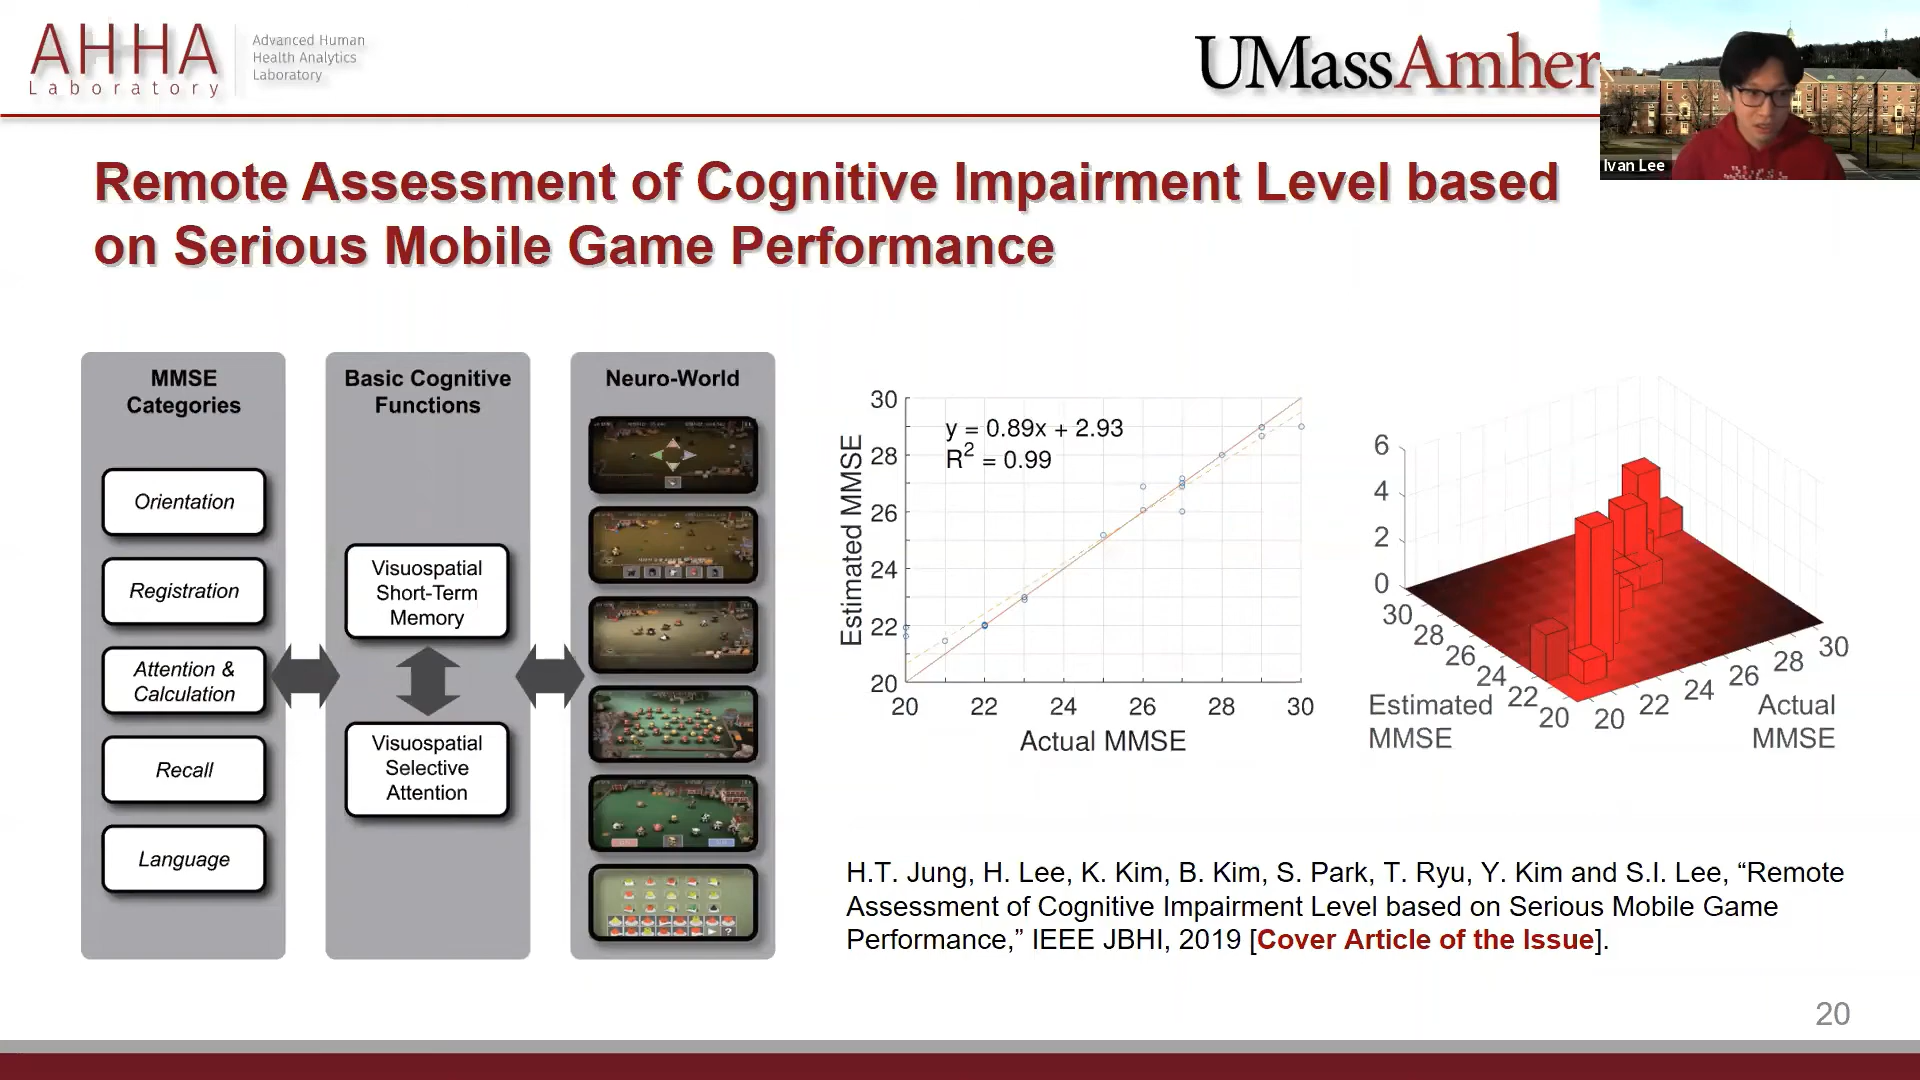 AHHA
Laboratory
Advanced Human
Health Analytics
Laboratory
UMassAmher
Ivan Lee
Remote Assessment of Cognitive Impairment Level based
on Serious Mobile Game Performance
MMSE
Categories
Orientation
Registration
Attention &
Calculation
Recall
Language
Basic Cognitive
Functions
Visuospatial
Short-Term
Memory
Visuospatial
Selective
Attention
Neuro-World
y = 0.89x + 2.93
R2 = 0.99
Estimated MMSE
30
28
26
24
22
20
20 22 24 26 28 30
Actual MMSE
6
4
2
0
30
28
26
24
22
20
20
22
24
26
28
30
Estimated
MMSE
Actual
MMSE
H.T. Jung, H. Lee, K. Kim, B. Kim, S. Park, T. Ryu, Y. Kim and S.I. Lee, “Remote
Assessment of Cognitive Impairment Level based on Serious Mobile Game
Performance,” IEEE JBHI, 2019 [Cover Article of the Issue].
20